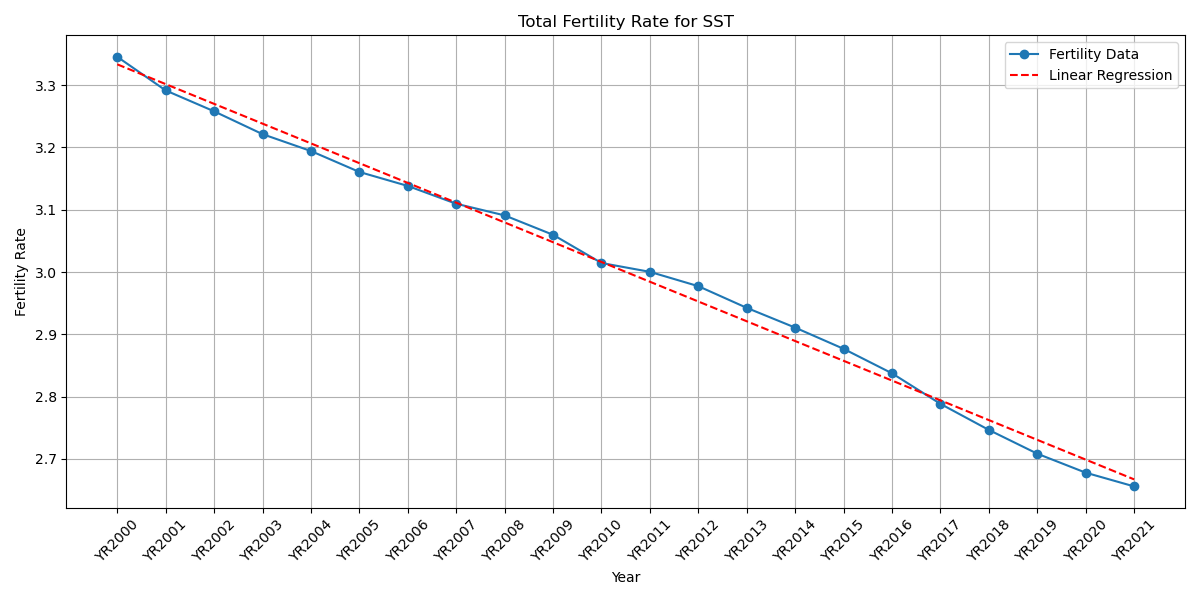 Total Fertility Rate for SST
Fertility Data
Linear Regression
Fertility Rate
3.3
3.2
3.1
3.0
2.9
2.8
2.7
YR2000
YR2001
YR2002
YR2003
YR2004
YR2005
YR2006
YR2007
YR2008
YR2009
YR2010
YR2011
YR2012
YR2013
YR2014
YR2015
YR2016
YR2017
YR2018
YR2019
YR2020
YR2021
Year